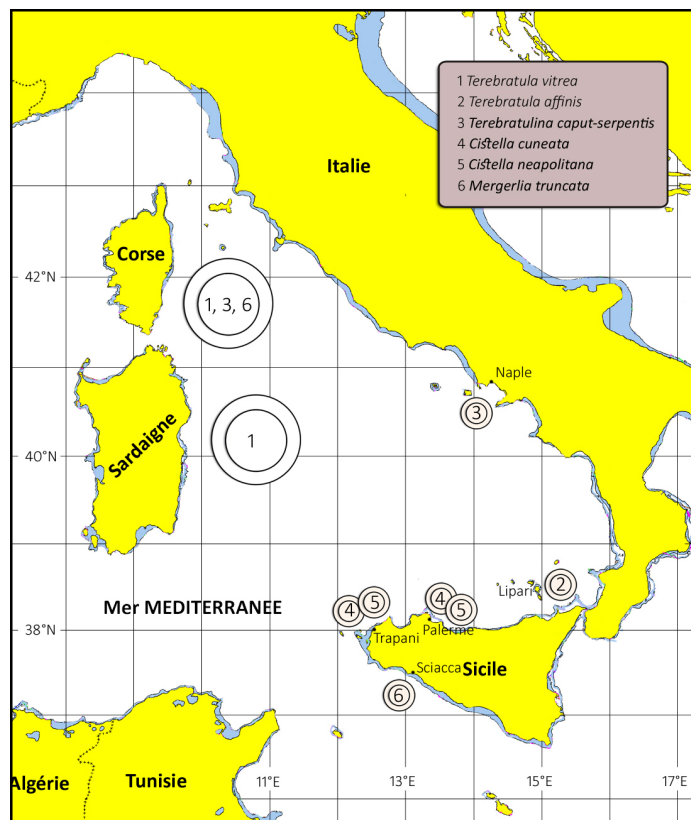 1 Terebratula vitrea
2 Terebratula affinis
3 Terebratulina caput-serpentis
4 Cistella cuneata
5 Cistella neapolitana
6 Mergerlia truncata
Italie
Corse
42°N
1, 3, 6
Naple
3
Sardaigne
1
40°N
Lipari
2
4
5
4
5
Mer MEDITERRANEE
38°N
Trapani
Palerme
Sciacca
Sicile
6
Algérie
Tunisie
11°E
13°E
15°E
17°E